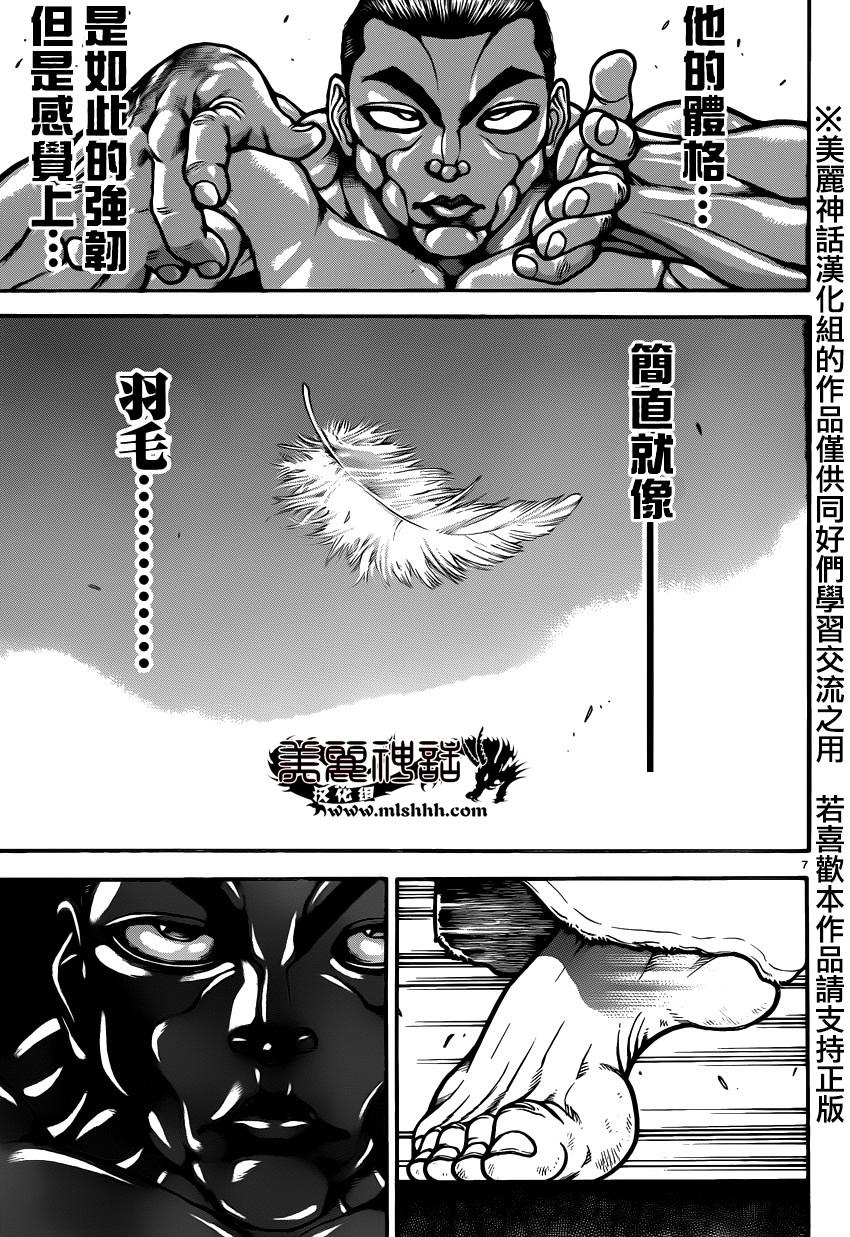 他的體格…
是如此的強韌
但是感覺上…
簡直就像——
羽毛…………
美麗神話
汉化组
www.mlshhh.com
7
※美麗神話漢化組的作品僅供同好們學習交流之用 若喜歡本作品請支持正版